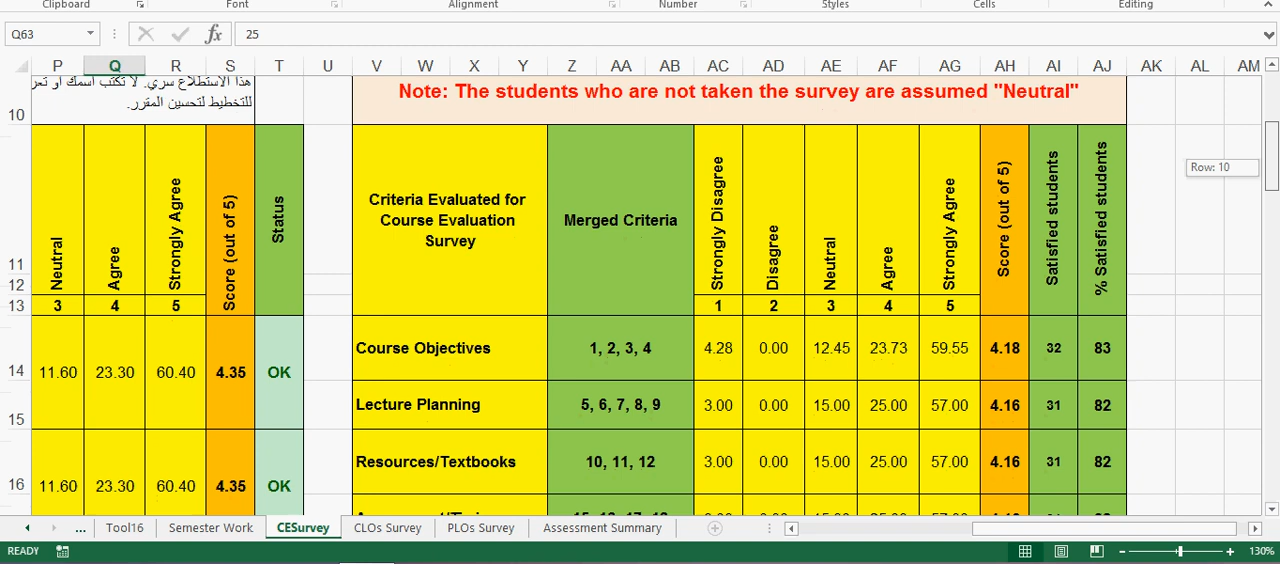 Clipboard Font Alignment Number Styles Cells Editing
Q63 fx 25
P Q R S T U V W X Y Z AA AB AC AD AE AF AG AH AI AJ AK AL AM
هذا الاستطلاع سري. لا تكتب اسمك او تعر
للتخطيط لتحسين المقرر.
Note: The students who are not taken the survey are assumed "Neutral"
10
Row: 10
Neutral
Agree
Strongly Agree
Score (out of 5)
Status
Criteria Evaluated for
Course Evaluation
Survey
Merged Criteria
Strongly Disagree
Disagree
Neutral
Agree
Strongly Agree
Score (out of 5)
Satisfied students
% Satisfied students
11
12
13 3 4 5 1 2 3 4 5
14 11.60 23.30 60.40 4.35 OK Course Objectives 1, 2, 3, 4 4.28 0.00 12.45 23.73 59.55 4.18 32 83
15 Lecture Planning 5, 6, 7, 8, 9 3.00 0.00 15.00 25.00 57.00 4.16 31 82
16 11.60 23.30 60.40 4.35 OK Resources/Textbooks 10, 11, 12 3.00 0.00 15.00 25.00 57.00 4.16 31 82
... Tool16 Semester Work CESurvey CLOs Survey PLOs Survey Assessment Summary
READY 130%